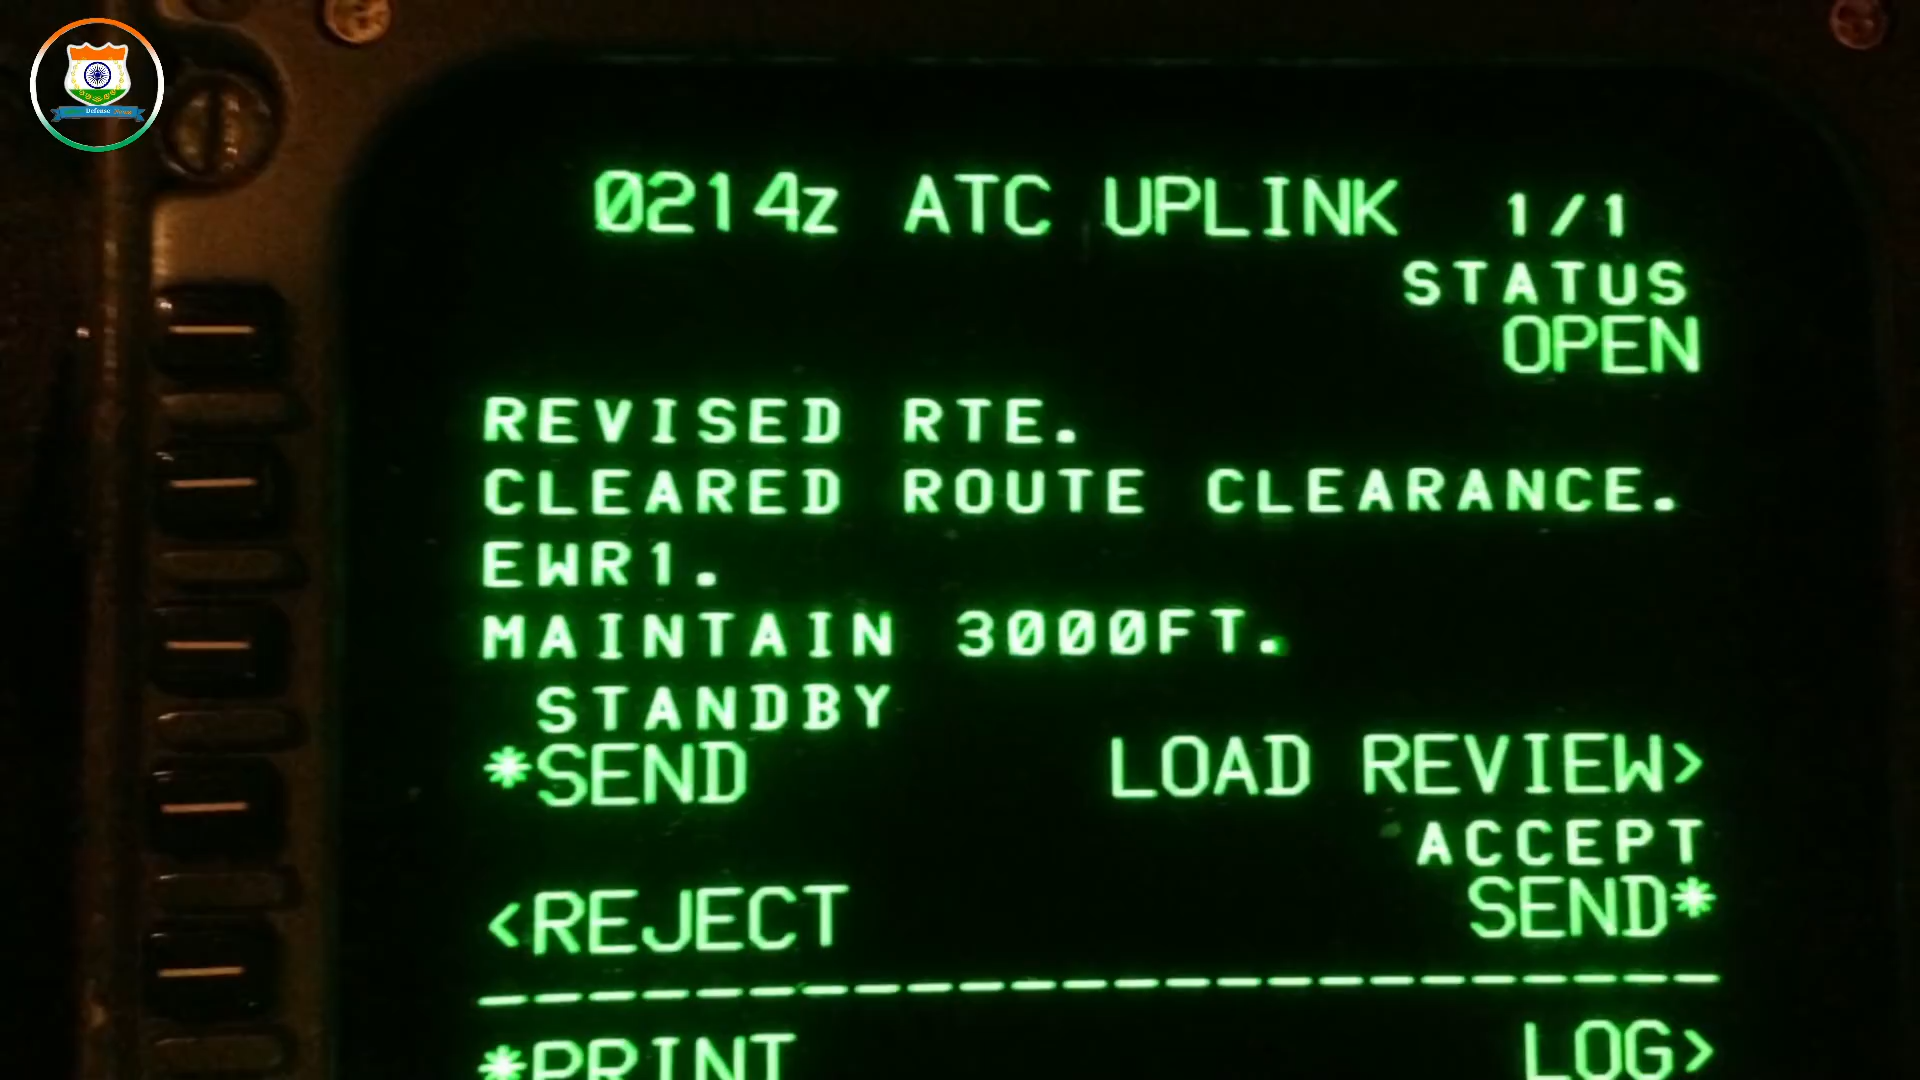 0214z ATC UPLINK 1/1
STATUS
OPEN
REVISED RTE.
CLEARED ROUTE CLEARANCE.
EWR1.
MAINTAIN 3000FT.
STANDBY
*SEND LOAD REVIEW>
ACCEPT
<REJECT SEND*
--------------------
*PRINT LOG>
Defense